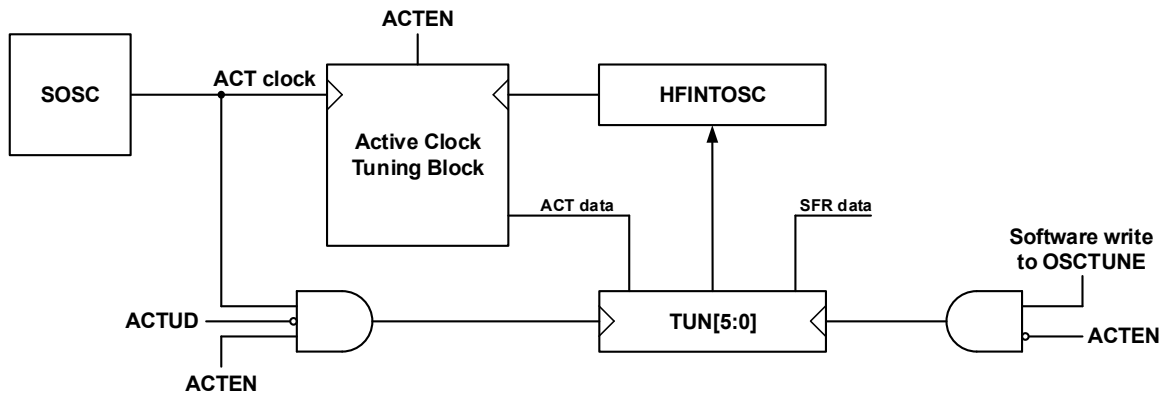 ACTEN
SOSC
ACT clock
HFINTOSC
Active Clock
Tuning Block
ACT data
SFR data
Software write
to OSCTUNE
ACTUD
TUN[5:0]
ACTEN
ACTEN